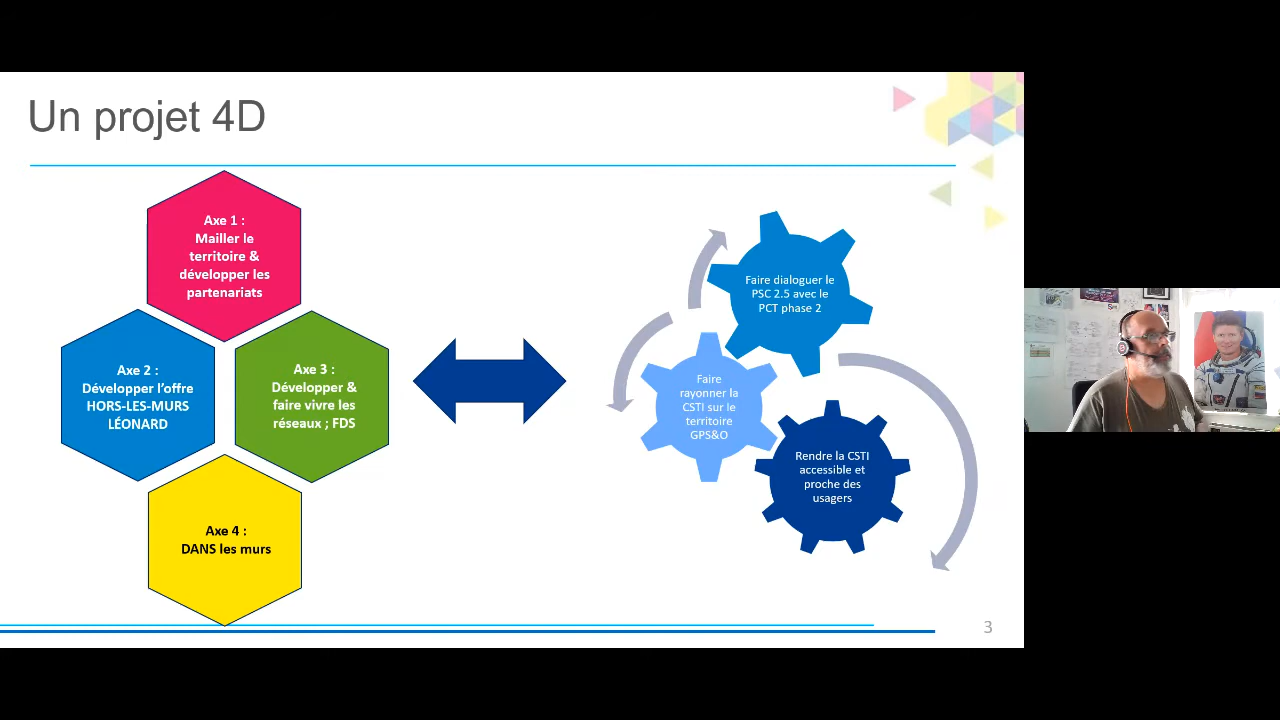 Un projet 4D
Axe 1 :
Mailler le
territoire &
développer les
partenariats
Axe 2 :
Développer l'offre
HORS-LES-MURS
LÉONARD
Axe 3 :
Développer &
faire vivre les
réseaux ; FDS
Axe 4 :
DANS les murs
Faire dialoguer le
PSC 2.5 avec le
PCT phase 2
Faire
rayonner la
CSTI sur le
territoire
GPS&O
Rendre la CSTI
accessible et
proche des
usagers
3